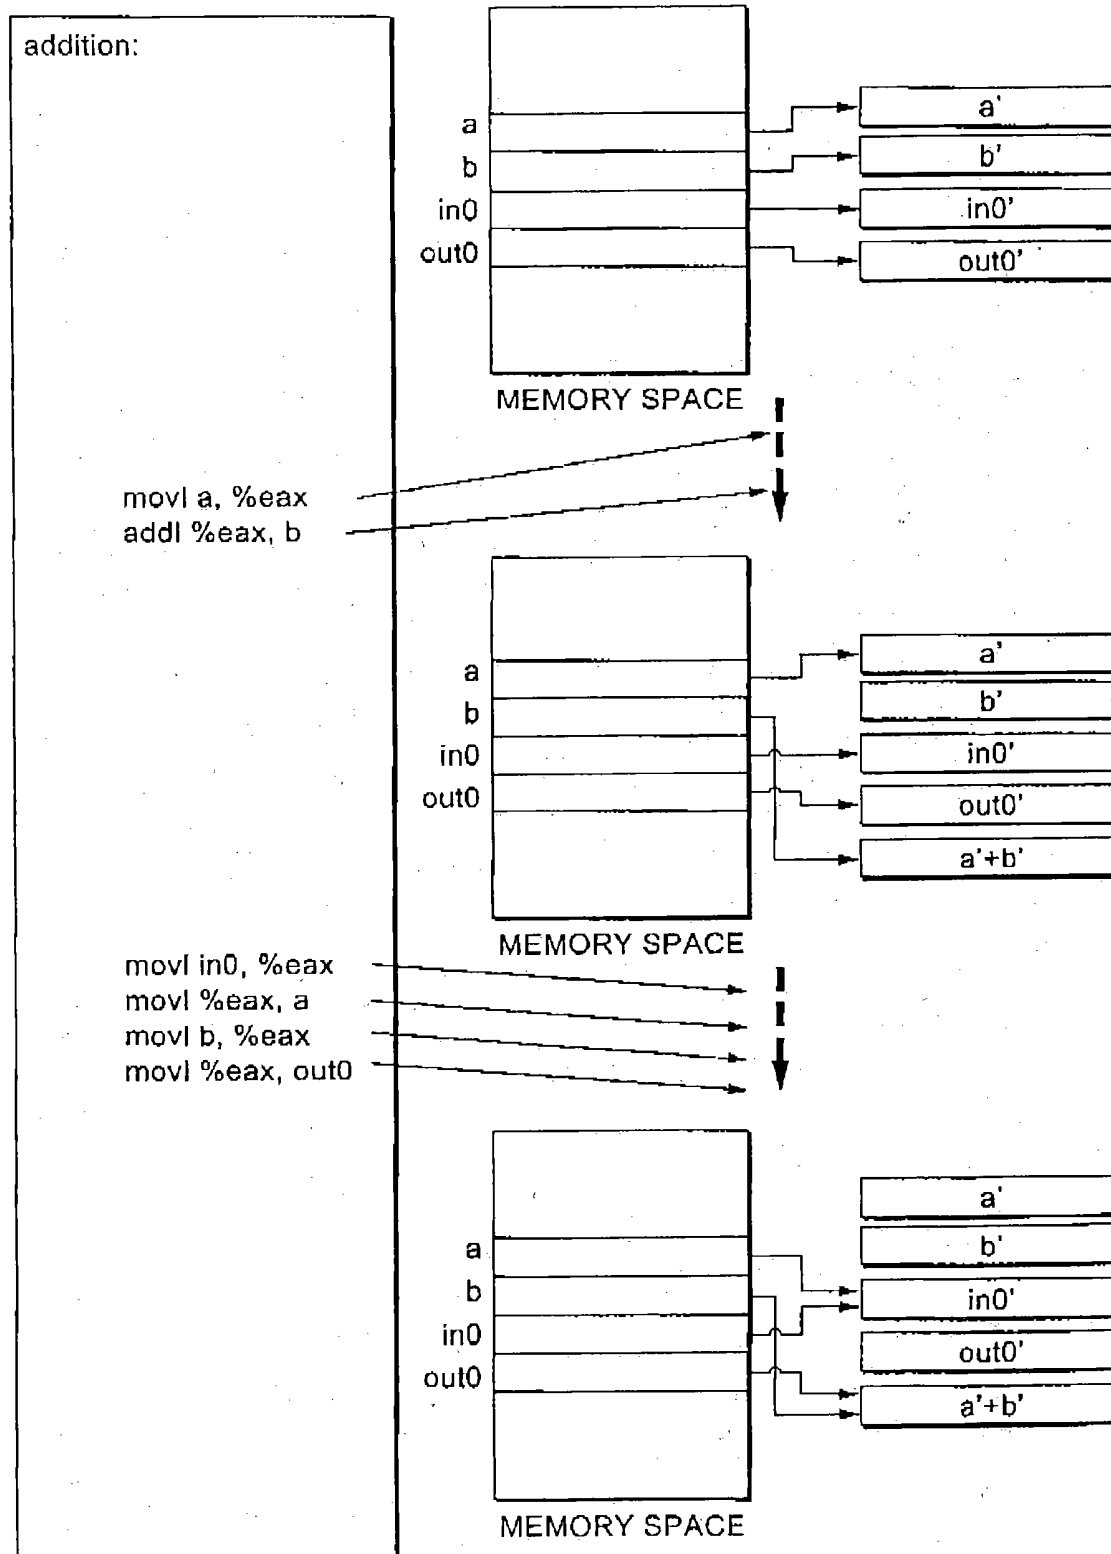 addition:
a
b
in0
out0
a'
b'
in0'
out0'
MEMORY SPACE
movl a, %eax
addl %eax, b
a
b
in0
out0
a'
b'
in0'
out0'
a'+b'
MEMORY SPACE
movl in0, %eax
movl %eax, a
movl b, %eax
movl %eax, out0
a
b
in0
out0
a'
b'
in0'
out0'
a'+b'
MEMORY SPACE